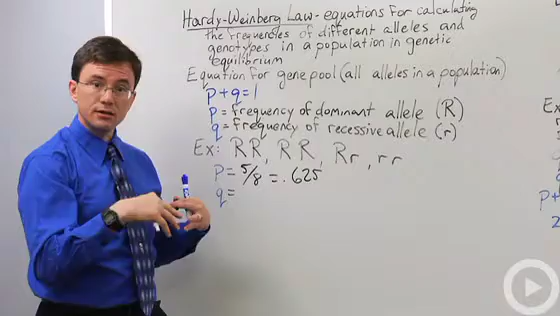 Hardy-Weinberg Law - equations for calculating
the frequencies of different alleles and
genotypes in a population in genetic
equilibrium
Equation for gene pool (all alleles in a population)
p + q = 1
p = frequency of dominant allele (R)
q = frequency of recessive allele (r)
Ex: RR, RR, Rr, rr
p = 5/8 = .625
q =